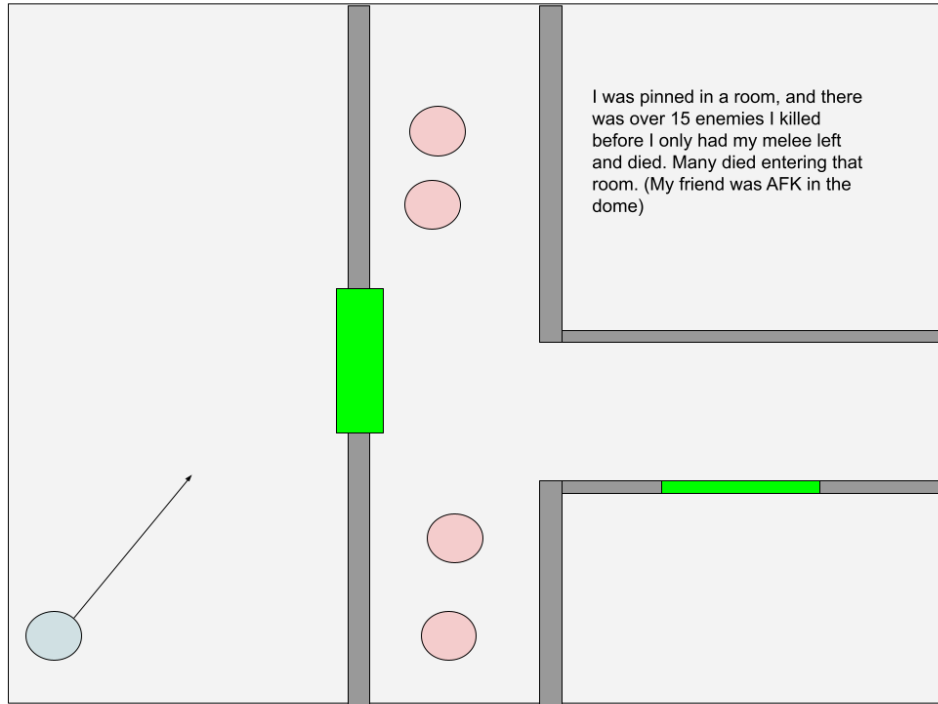 I was pinned in a room, and there
was over 15 enemies I killed
before I only had my melee left
and died. Many died entering that
room. (My friend was AFK in the
dome)